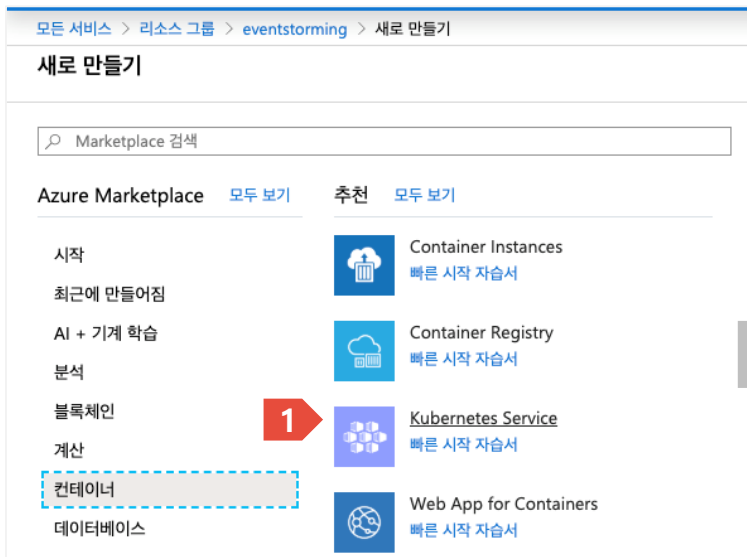 모든 서비스 > 리소스 그룹 > eventstorming > 새로 만들기
새로 만들기
Marketplace 검색
Azure Marketplace 모두 보기
시작
최근에 만들어짐
AI + 기계 학습
분석
블록체인
계산
컨테이너
데이터베이스
추천 모두 보기
Container Instances
빠른 시작 자습서
Container Registry
빠른 시작 자습서
1
Kubernetes Service
빠른 시작 자습서
Web App for Containers
빠른 시작 자습서